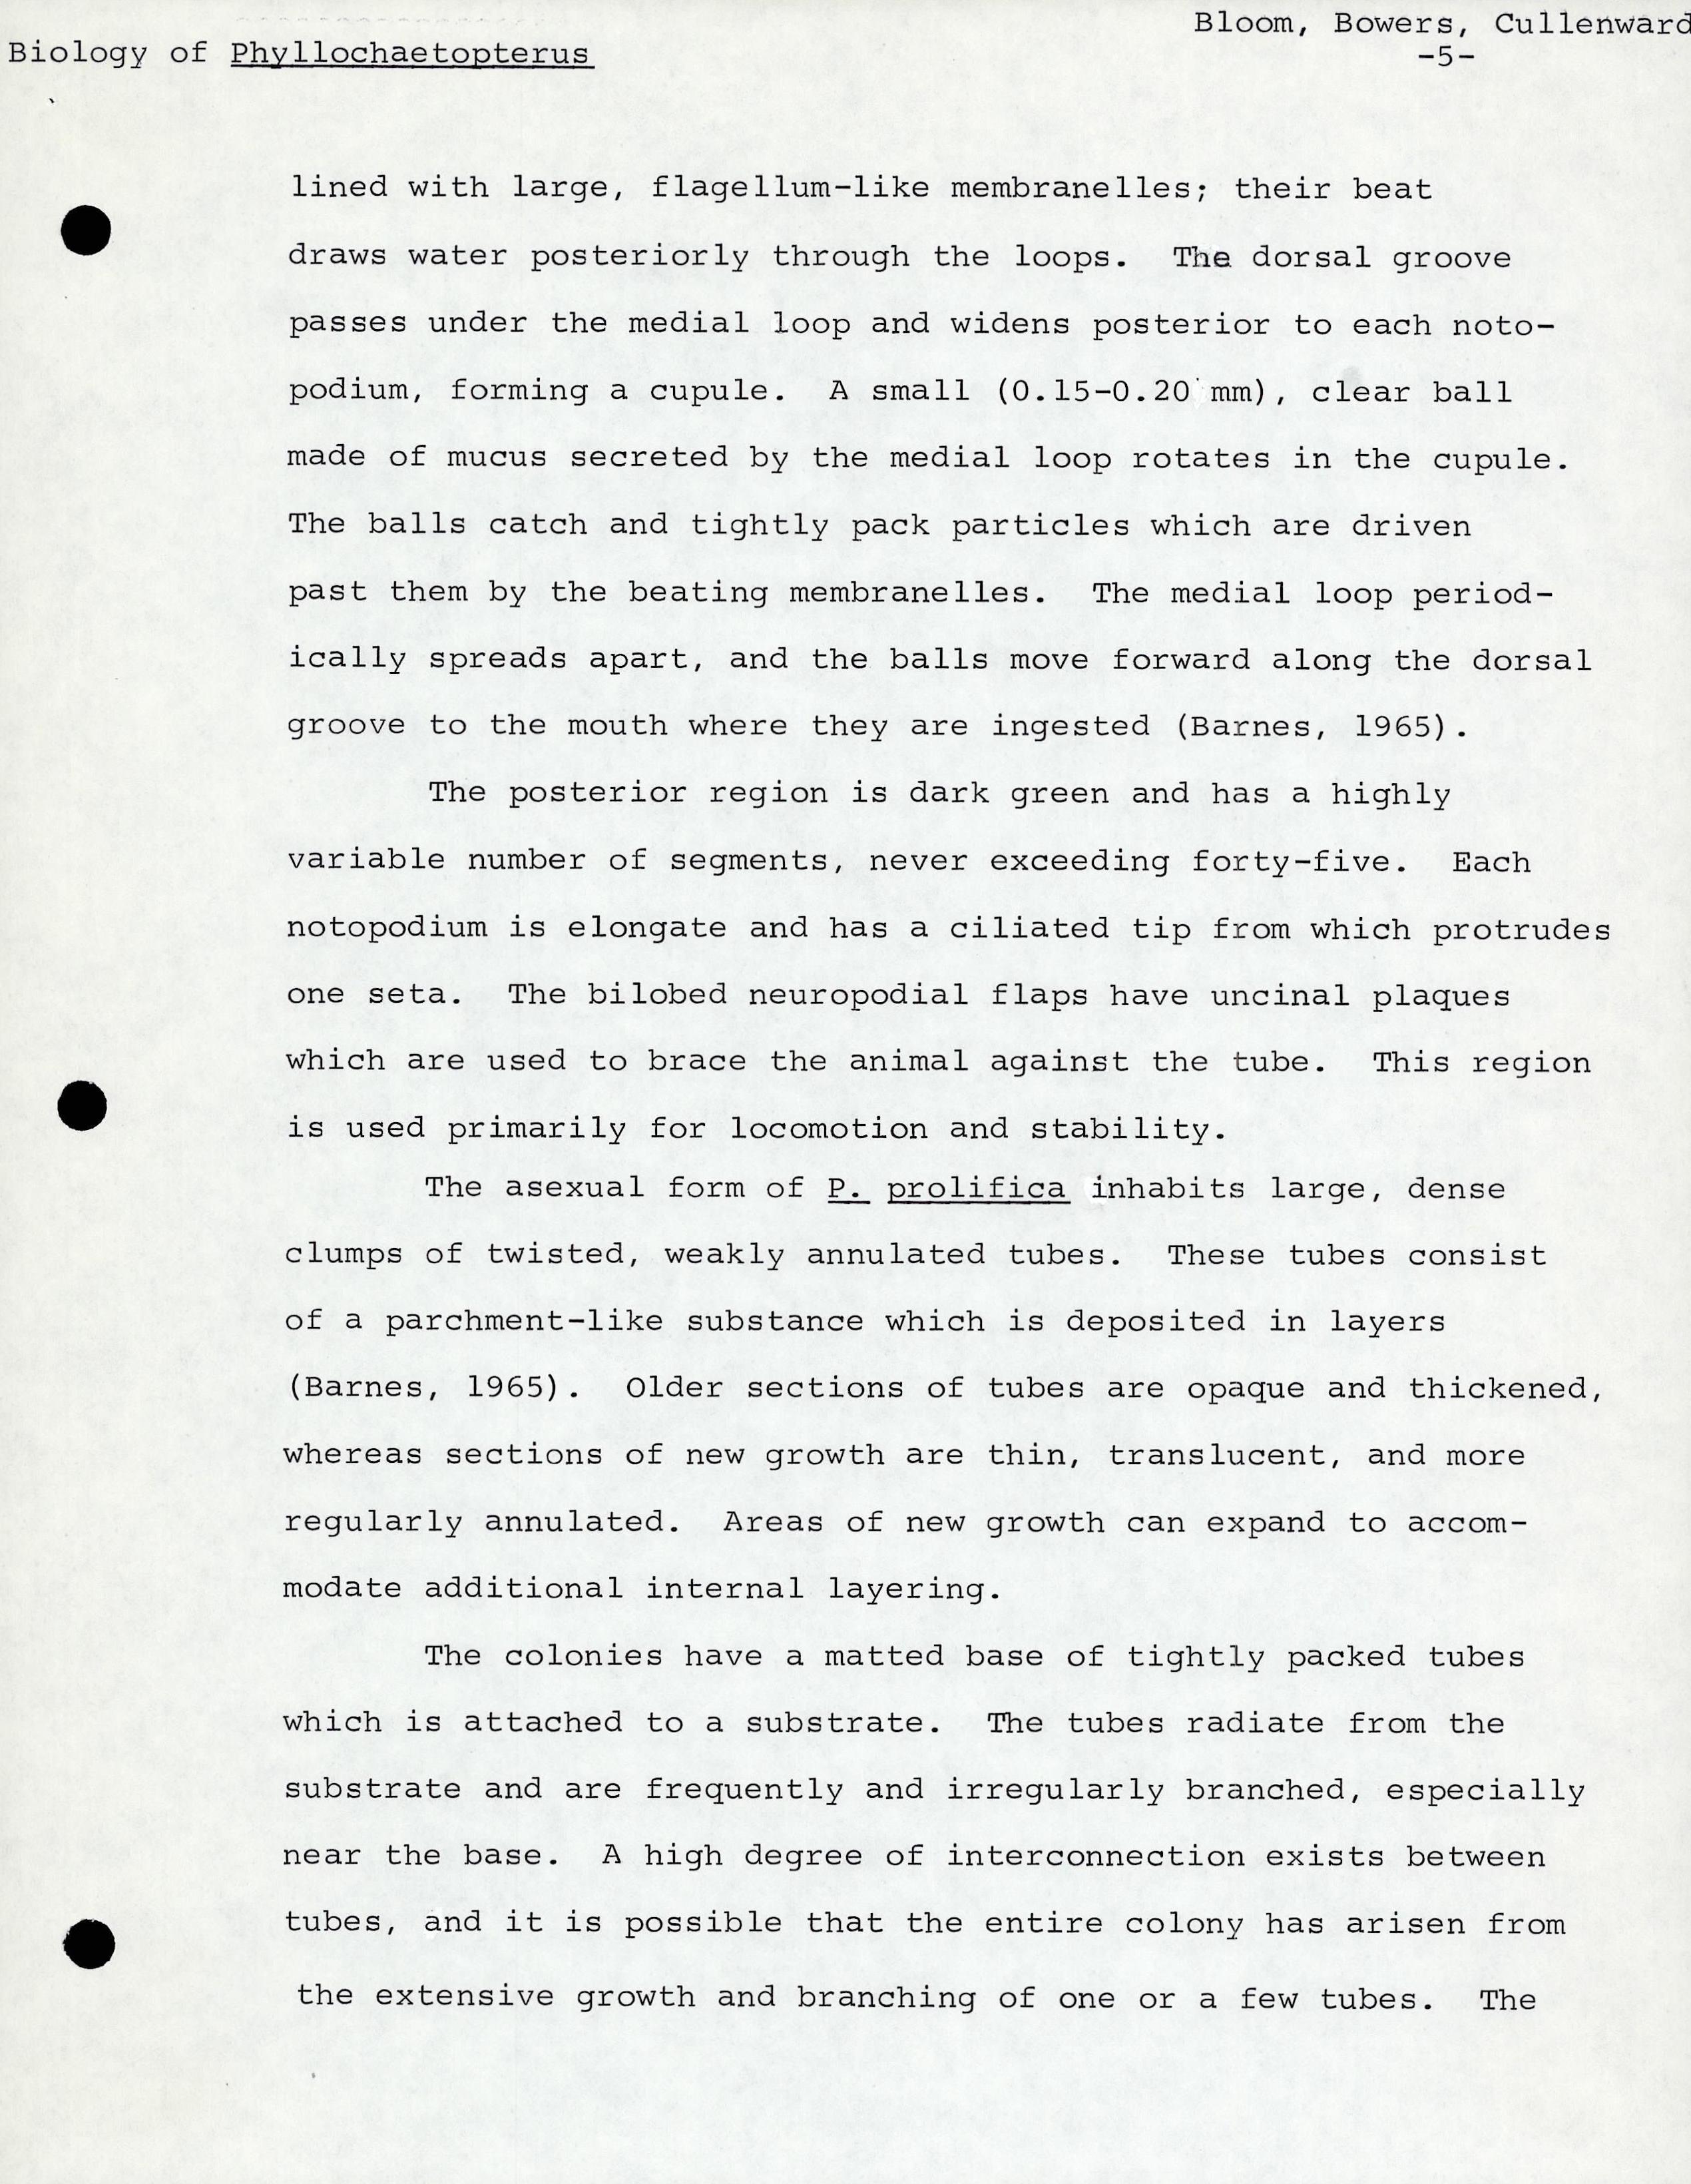 Bloom, Bowers, Cullenward
Biology of Phyllochaetopterus
-5-
lined with large, flagellum-like membranelles; their beat
draws water posteriorly through the loops.  The dorsal groove
passes under the medial loop and widens posterior to each noto-
podium, forming a cupule.  A small (0.15-0.20 mm), clear ball
made of mucus secreted by the medial loop rotates in the cupule.
The balls catch and tightly pack particles which are driven
past them by the beating membranelles.  The medial loop period-
ically spreads apart, and the balls move forward along the dorsal
groove to the mouth where they are ingested (Barnes, 1965).
The posterior region is dark green and has a highly
variable number of segments, never exceeding forty-five.  Each
notopodium is elongate and has a ciliated tip from which protrudes
one seta.  The bilobed neuropodial flaps have uncinal plaques
which are used to brace the animal against the tube.  This region
is used primarily for locomotion and stability.
The asexual form of P. prolifica inhabits large, dense
clumps of twisted, weakly annulated tubes.  These tubes consist
of a parchment-like substance which is deposited in layers
(Barnes, 1965).  Older sections of tubes are opaque and thickened,
whereas sections of new growth are thin, translucent, and more
regularly annulated.  Areas of new growth can expand to accom-
modate additional internal layering.
The colonies have a matted base of tightly packed tubes
which is attached to a substrate.  The tubes radiate from the
substrate and are frequently and irregularly branched, especially
near the base.  A high degree of interconnection exists between
tubes, and it is possible that the entire colony has arisen from
the extensive growth and branching of one or a few tubes.  The